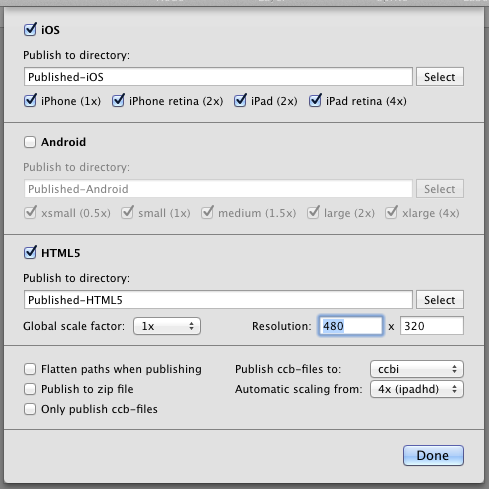 iOS
Publish to directory:
Published-iOS Select
iPhone (1x) iPhone retina (2x) iPad (2x) iPad retina (4x)
Android
Publish to directory:
Published-Android Select
xsmall (0.5x) small (1x) medium (1.5x) large (2x) xlarge (4x)
HTML5
Publish to directory:
Published-HTML5 Select
Global scale factor: 1x Resolution: 480 x 320
Flatten paths when publishing Publish ccb-files to: ccbi
Publish to zip file Automatic scaling from: 4x (ipadhd)
Only publish ccb-files
Done